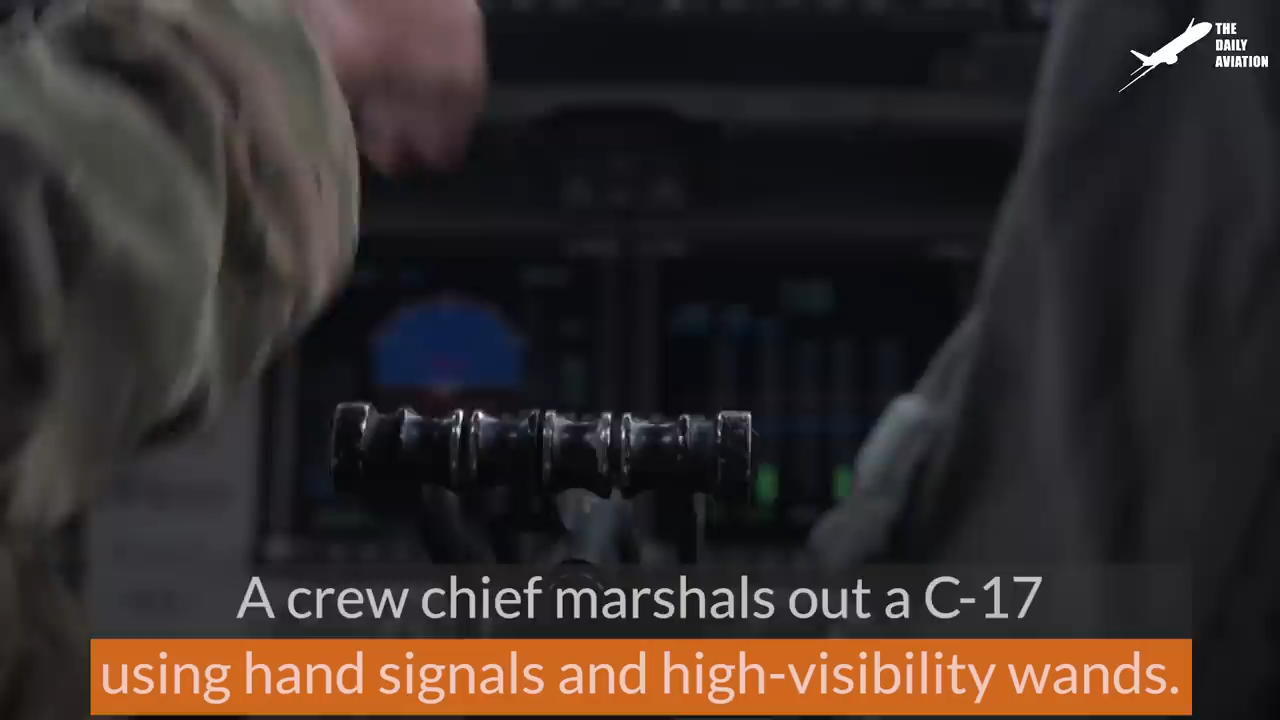 THE
DAILY
AVIATION
A crew chief marshals out a C-17
using hand signals and high-visibility wands.